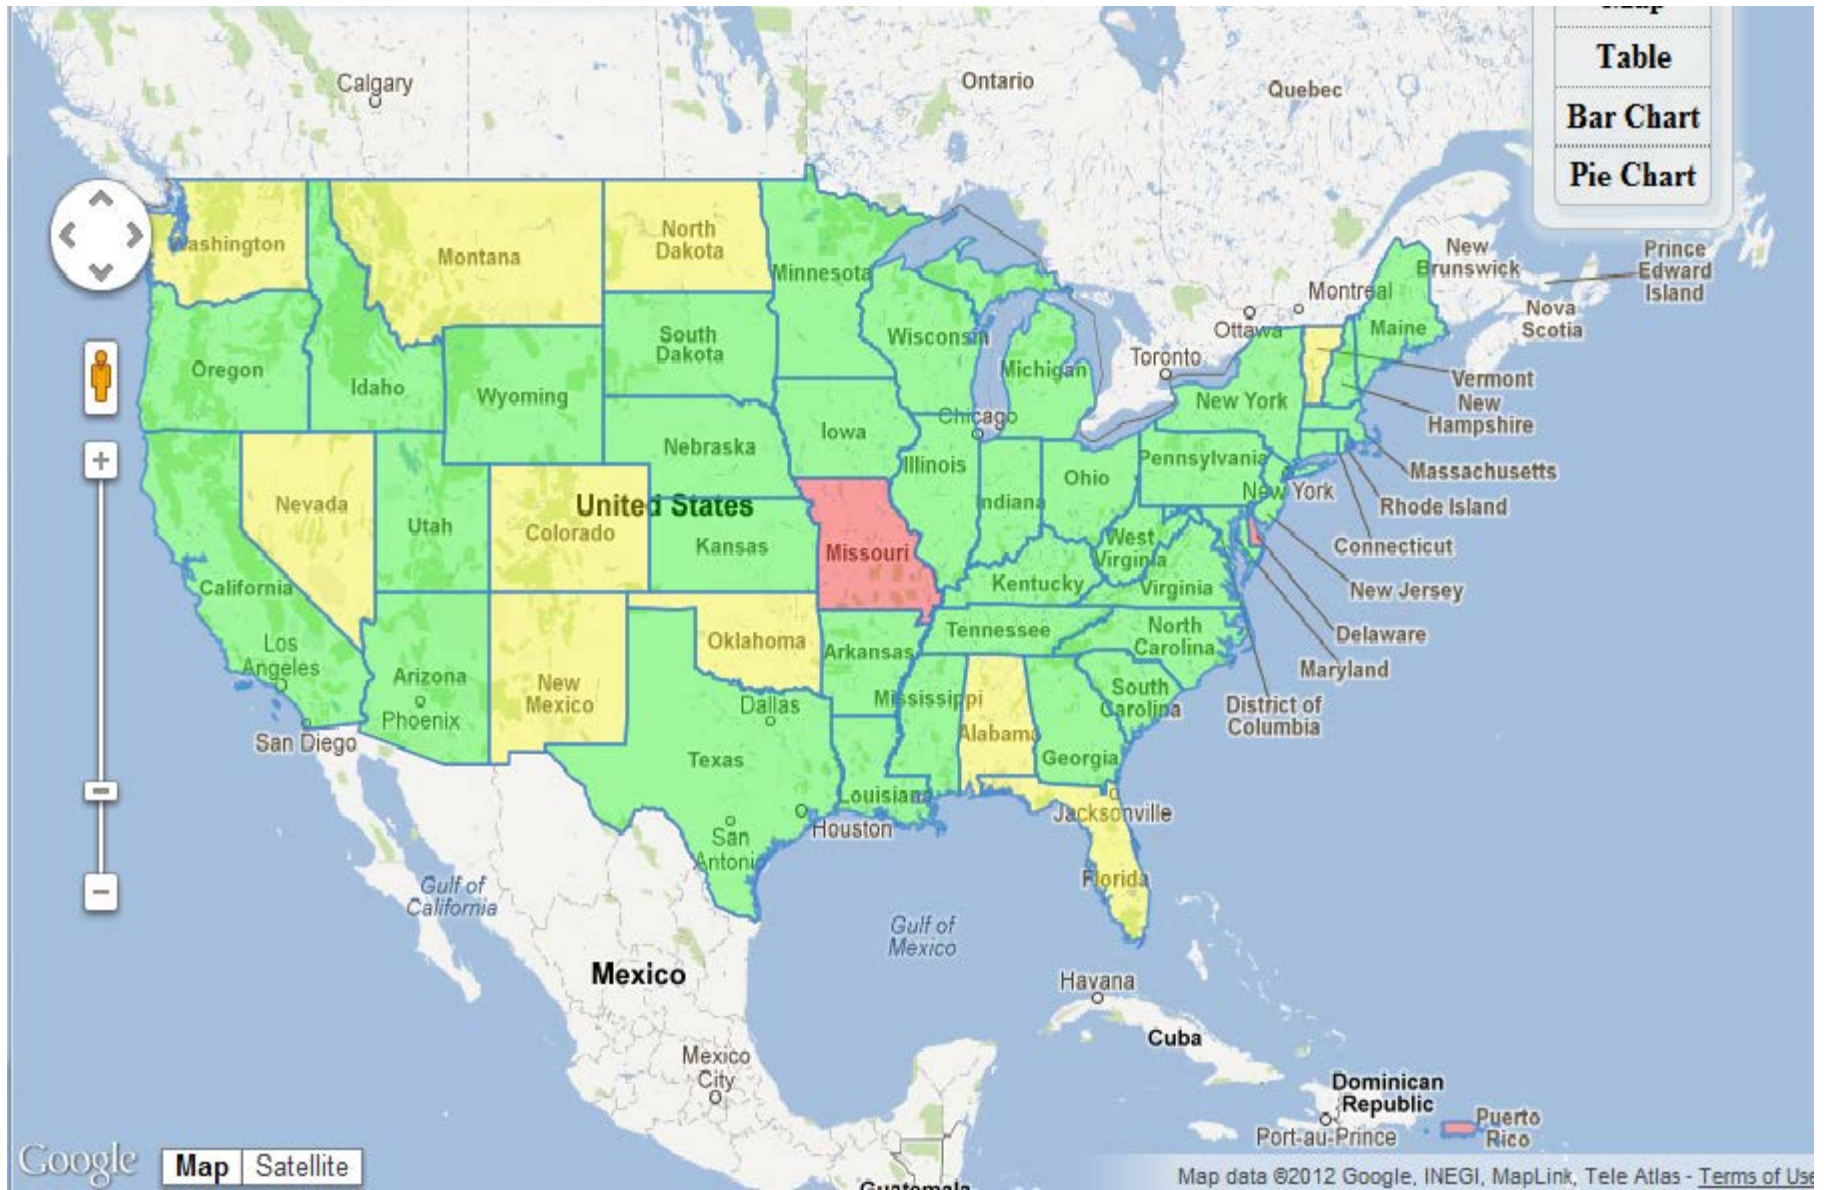 Map
Table
Bar Chart
Pie Chart
Calgary
Ontario
Quebec
New
Brunswick
Prince
Edward
Island
Nova
Scotia
Montreal
Ottawa
Toronto
Washington
Montana
North
Dakota
Minnesota
Oregon
Idaho
Wyoming
South
Dakota
Wisconsin
Michigan
Maine
Vermont
New
Hampshire
New York
Chicago
Nebraska
Iowa
Illinois
Indiana
Ohio
Pennsylvania
New York
Massachusetts
Rhode Island
Connecticut
New Jersey
Delaware
Maryland
District of
Columbia
Nevada
Utah
Colorado
United States
Kansas
Missouri
West
Virginia
Kentucky
Virginia
California
Los
Angeles
San Diego
Arizona
Phoenix
New
Mexico
Oklahoma
Arkansas
Tennessee
North
Carolina
South
Carolina
Mississippi
Alabama
Georgia
Dallas
Texas
Louisiana
Houston
San
Antonio
Jacksonville
Florida
Gulf of
California
Gulf of
Mexico
Mexico
Havana
Cuba
Mexico
City
Dominican
Republic
Port-au-Prince
Puerto
Rico
Guatemala
Google
Map
Satellite
Map data ©2012 Google, INEGI, MapLink, Tele Atlas - Terms of Use